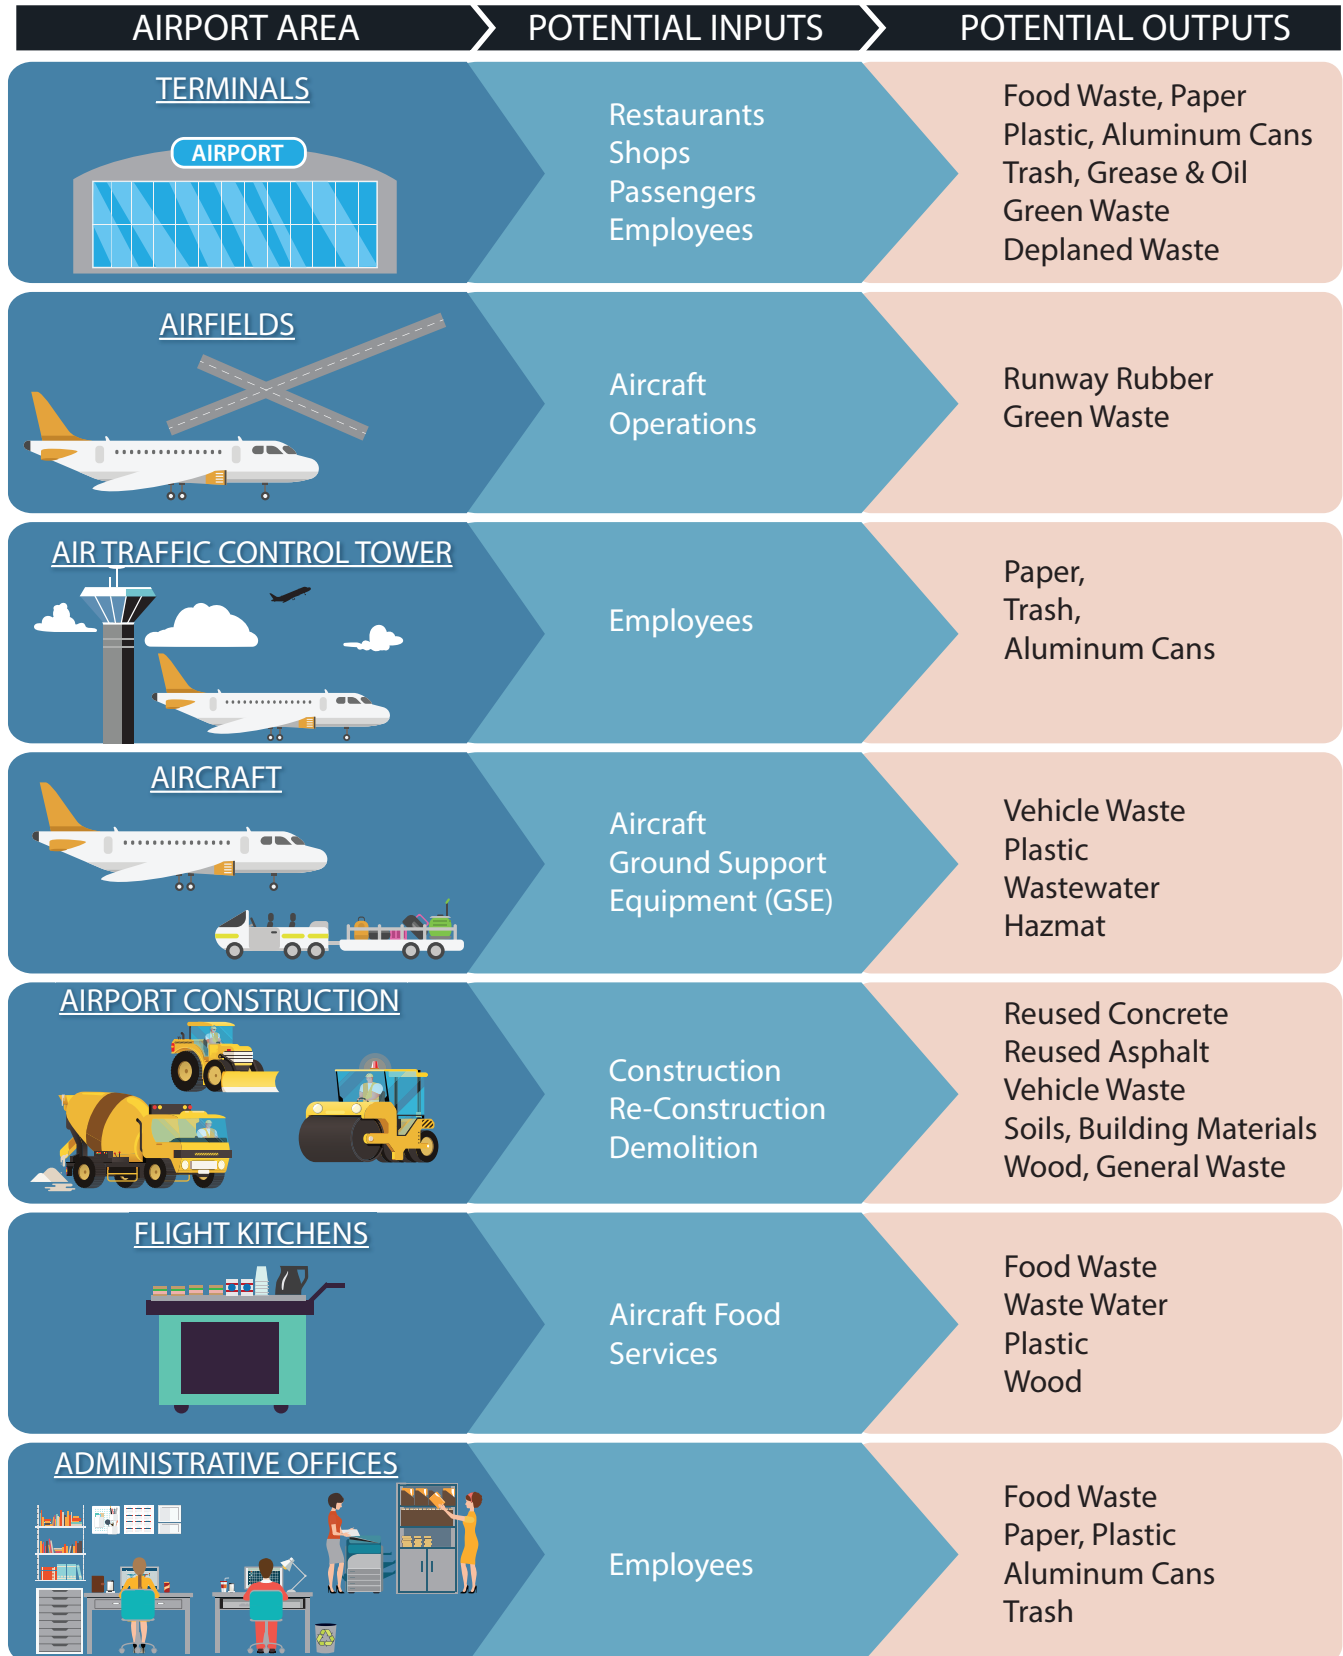 AIRPORT AREA
POTENTIAL INPUTS
POTENTIAL OUTPUTS
TERMINALS
AIRPORT
Restaurants
Shops
Passengers
Employees
Food Waste, Paper
Plastic, Aluminum Cans
Trash, Grease & Oil
Green Waste
Deplaned Waste
AIRFIELDS
Aircraft
Operations
Runway Rubber
Green Waste
AIR TRAFFIC CONTROL TOWER
Employees
Paper,
Trash,
Aluminum Cans
AIRCRAFT
Aircraft
Ground Support
Equipment (GSE)
Vehicle Waste
Plastic
Wastewater
Hazmat
AIRPORT CONSTRUCTION
Construction
Re-Construction
Demolition
Reused Concrete
Reused Asphalt
Vehicle Waste
Soils, Building Materials
Wood, General Waste
FLIGHT KITCHENS
Aircraft Food
Services
Food Waste
Waste Water
Plastic
Wood
ADMINISTRATIVE OFFICES
Employees
Food Waste
Paper, Plastic
Aluminum Cans
Trash